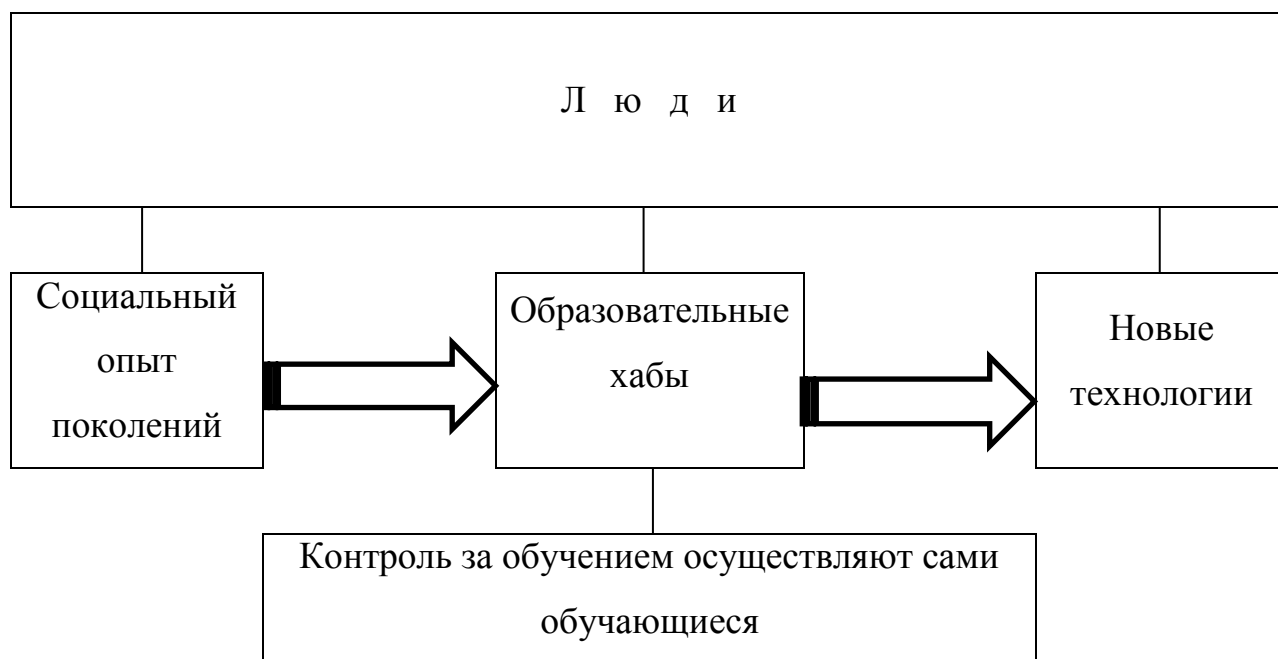 Л ю д и
Социальный
опыт
поколений
Образовательные
хабы
Новые
технологии
Контроль за обучением осуществляют сами
обучающиеся